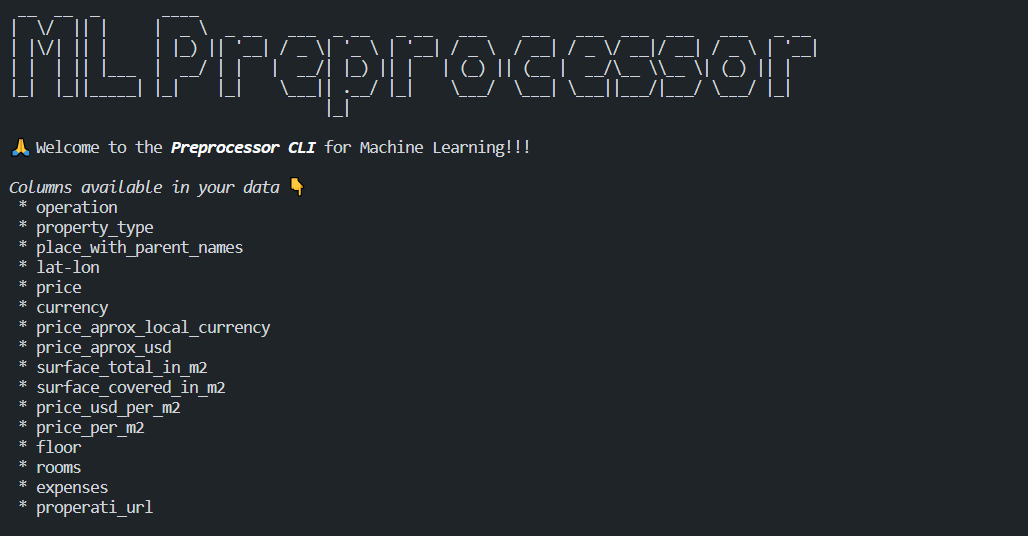 ML Preprocessor
🙏 Welcome to the Preprocessor CLI for Machine Learning!!!
Columns available in your data 👇
* operation
* property_type
* place_with_parent_names
* lat-lon
* price
* currency
* price_aprox_local_currency
* price_aprox_usd
* surface_total_in_m2
* surface_covered_in_m2
* price_usd_per_m2
* price_per_m2
* floor
* rooms
* expenses
* properati_url